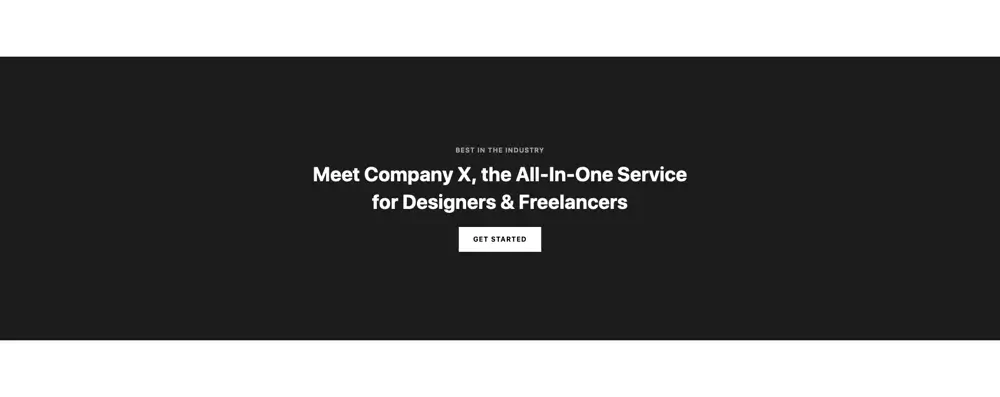 BEST IN THE INDUSTRY
Meet Company X, the All-In-One Service
for Designers & Freelancers
GET STARTED